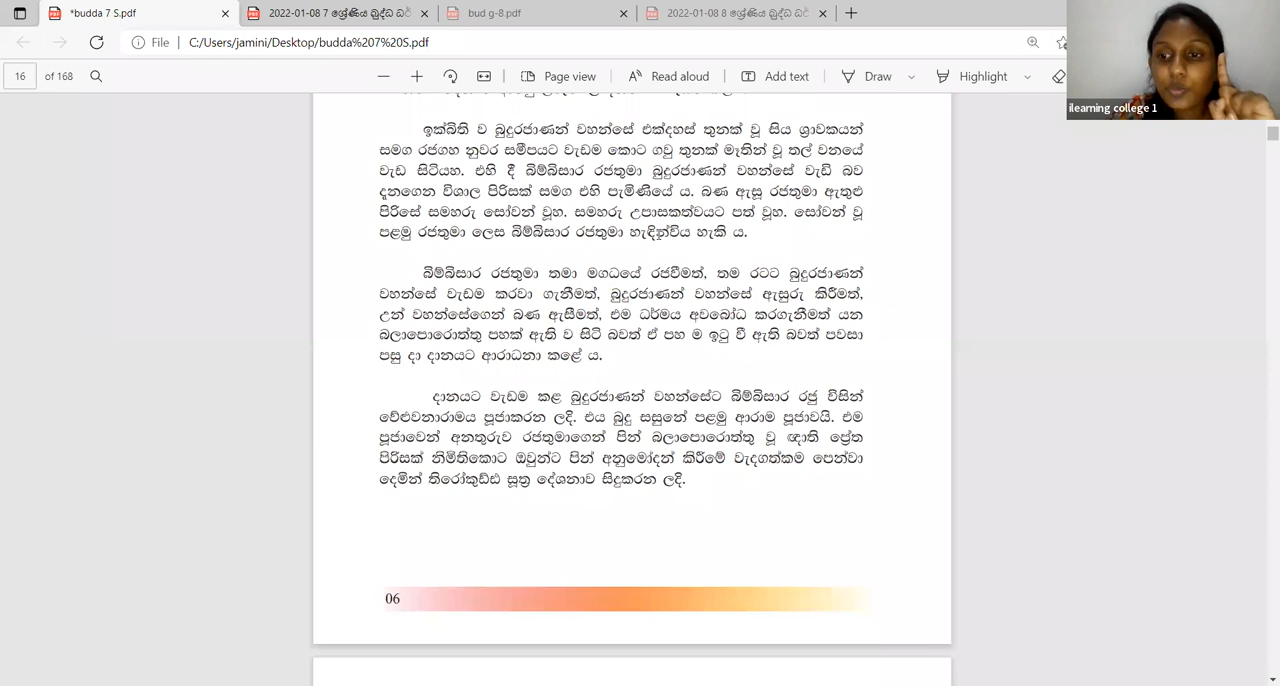 *budda 7 S.pdf
2022-01-08 7 ශ්‍රේණිය බුද්ධ ධර්
bud g-8.pdf
2022-01-08 8 ශ්‍රේණිය බුද්ධ ධර්
File
C:/Users/jamini/Desktop/budda%207%20S.pdf
16 of 168
Page view
Read aloud
Add text
Draw
Highlight
ilearning college 1
ඉක්බිති ව බුදුරජාණන් වහන්සේ එක්දහස් තුනක් වූ සිය ශ්‍රාවකයන්
සමග රජගහ නුවර සමීපයට වැඩම කොට ගවු තුනක් මෑතින් වූ තල් වනයේ
වැඩ සිටියහ. එහි දී බිම්බිසාර රජතුමා බුදුරජාණන් වහන්සේ වැඩි බව
දැනගෙන විශාල පිරිසක් සමග එහි පැමිණියේ ය. බණ ඇසූ රජතුමා ඇතුළු
පිරිසේ සමහරු සෝවන් වූහ. සමහරු උපාසකත්වයට පත් වූහ. සෝවන් වූ
පළමු රජතුමා ලෙස බිම්බිසාර රජතුමා හැඳින්විය හැකි ය.
බිම්බිසාර රජතුමා තමා මගධයේ රජවීමත්, තම රටට බුදුරජාණන්
වහන්සේ වැඩම කරවා ගැනීමත්, බුදුරජාණන් වහන්සේ ඇසුරු කිරීමත්,
උන් වහන්සේගෙන් බණ ඇසීමත්, එම ධර්මය අවබෝධ කරගැනීමත් යන
බලාපොරොත්තු පහක් ඇති ව සිටි බවත් ඒ පහ ම ඉටු වී ඇති බවත් පවසා
පසු දා දානයට ආරාධනා කළේ ය.
දානයට වැඩම කළ බුදුරජාණන් වහන්සේට බිම්බිසාර රජු විසින්
වේළුවනාරාමය පූජාකරන ලදි. එය බුදු සසුනේ පළමු ආරාම පූජාවයි. එම
පූජාවෙන් අනතුරුව රජතුමාගෙන් පින් බලාපොරොත්තු වූ ඥාති ප්‍රේත
පිරිසක් නිමිතිකොට ඔවුන්ට පින් අනුමෝදන් කිරීමේ වැදගත්කම පෙන්වා
දෙමින් තිරෝකුඩ්ඩ සූත්‍ර දේශනාව සිදුකරන ලදි.
06